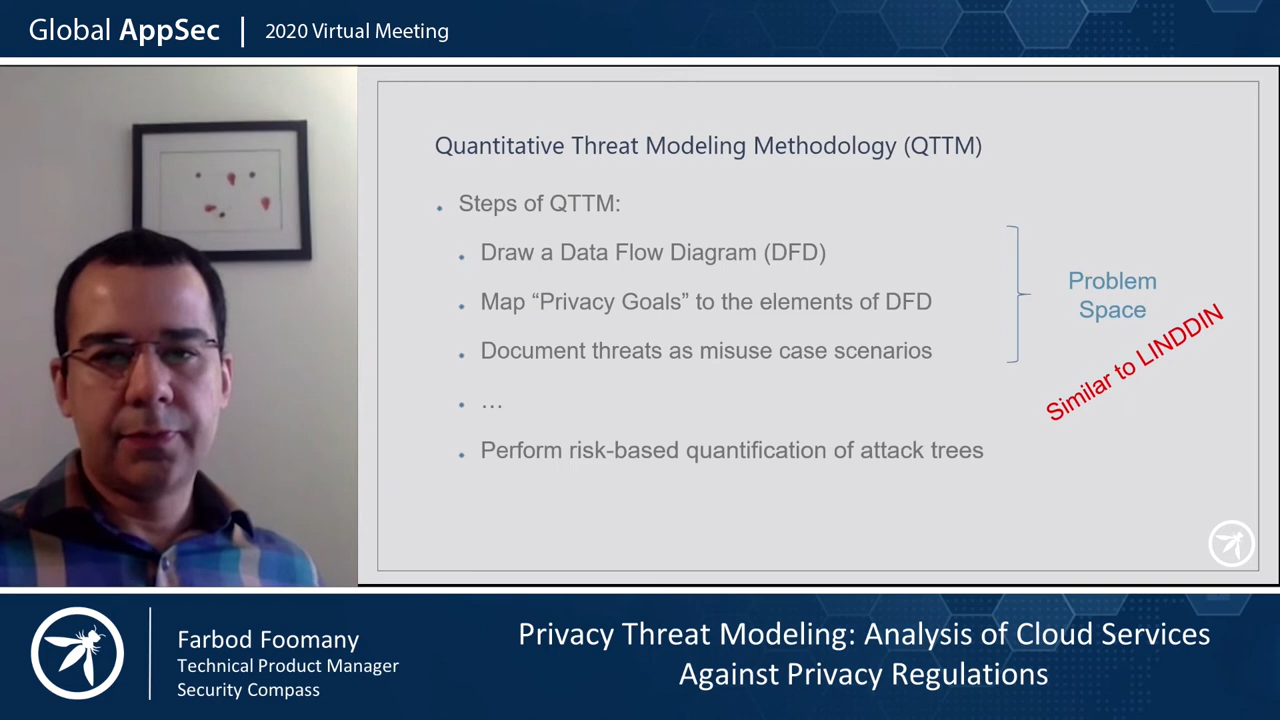 Global AppSec | 2020 Virtual Meeting
Quantitative Threat Modeling Methodology (QTTM)
• Steps of QTTM:
• Draw a Data Flow Diagram (DFD)
• Map “Privacy Goals” to the elements of DFD
• Document threats as misuse case scenarios
• …
• Perform risk-based quantification of attack trees
Problem
Space
Similar to LINDDIN
Farbod Foomany
Technical Product Manager
Security Compass
Privacy Threat Modeling: Analysis of Cloud Services
Against Privacy Regulations